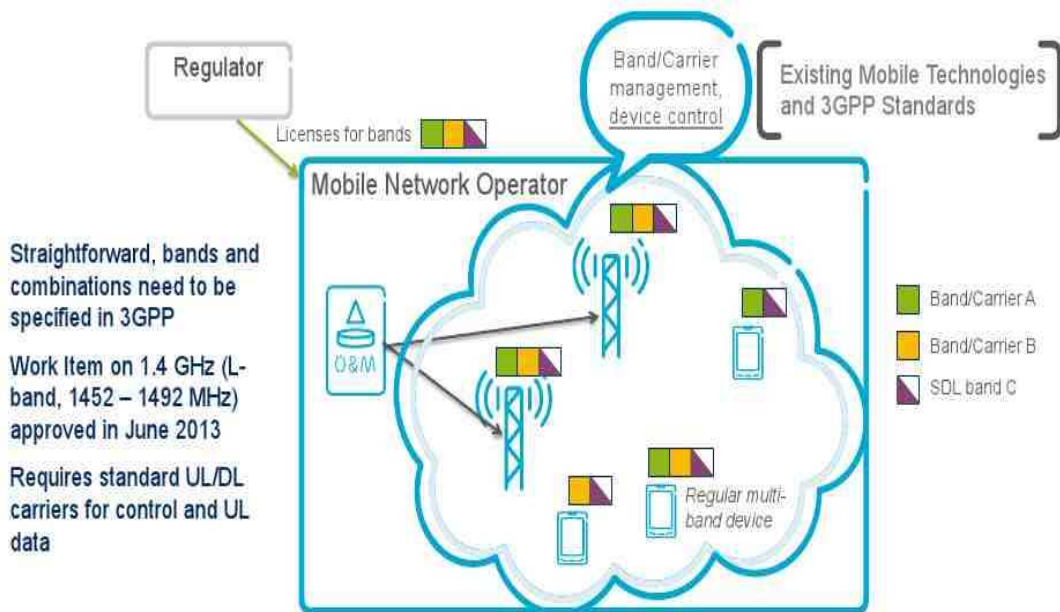 Regulator
Band/Carrier
management,
device control
Existing Mobile Technologies
and 3GPP Standards
Licenses for bands
Mobile Network Operator
Straightforward, bands and
combinations need to be
specified in 3GPP
Work Item on 1.4 GHz (L-
band, 1452 – 1492 MHz)
approved in June 2013
Requires standard UL/DL
carriers for control and UL
data
O&M
Band/Carrier A
Band/Carrier B
SDL band C
Regular multi-
band device